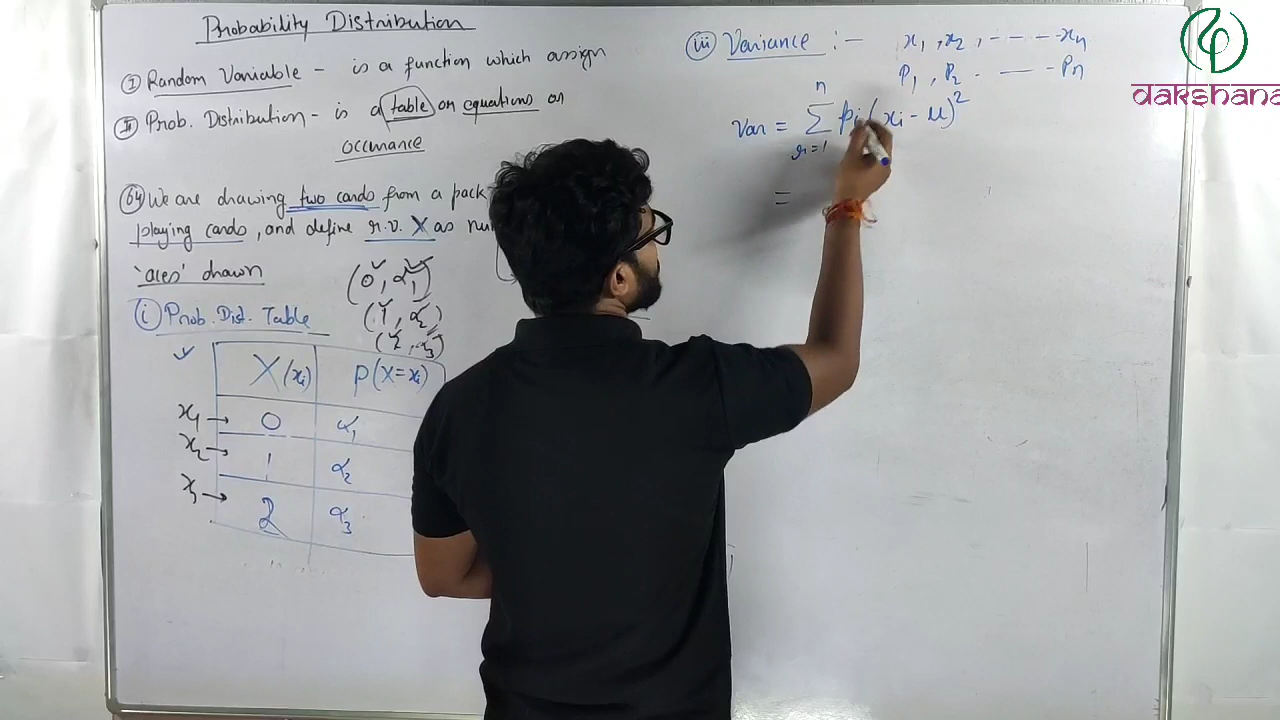 Probability Distribution
① Random Variable - is a function which assign
② Prob. Distribution - is a table or equations or
occurance
Q4 We are drawing two cards from a pack
playing cards, and define r.v. X as
'aces' drawn
(0, α₁)
(1, α₂)
(2, α₃)
ⓘ Prob. Dist. Table
X(xᵢ) P(X=xᵢ)
x₁ → 0 α₁
x₂ → 1 α₂
x₃ → 2 α₃
ⓘⓘⓘ Variance :- x₁, x₂, - - - - xₙ
P₁, P₂ - - - Pₙ
Var = Σ pᵢ(xᵢ - μ)²
=
dakshana